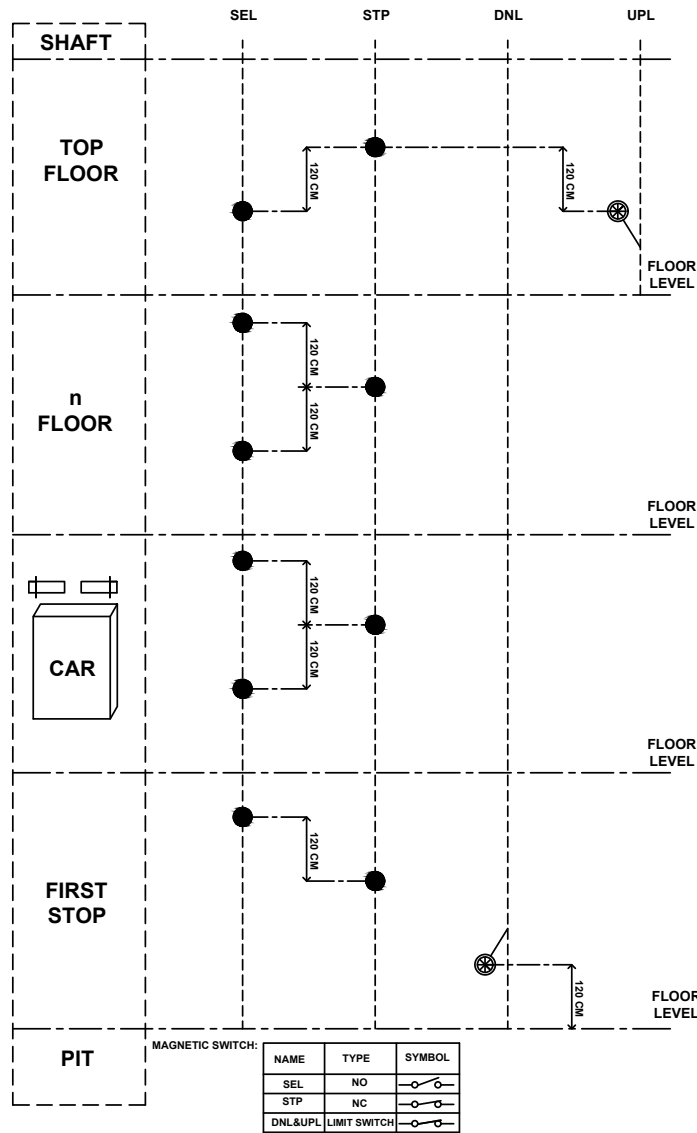 SEL STP DNL UPL
SHAFT
TOP
FLOOR
120 CM
120 CM
FLOOR
LEVEL
n
FLOOR
120 CM
120 CM
FLOOR
LEVEL
CAR
120 CM
120 CM
FLOOR
LEVEL
FIRST
STOP
120 CM
120 CM
FLOOR
LEVEL
PIT
MAGNETIC SWITCH:
NAME TYPE SYMBOL
SEL NO
STP NC
DNL&UPL LIMIT SWITCH